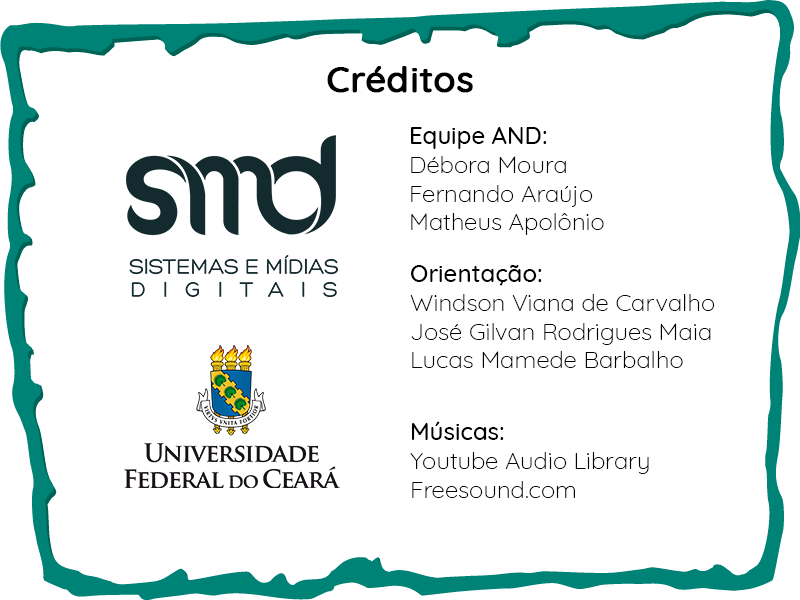 Créditos
smd
SISTEMAS E MÍDIAS
DIGITAIS
VIRTUS UNITA FORTIOR
UNIVERSIDADE
FEDERAL DO CEARÁ
Equipe AND:
Débora Moura
Fernando Araújo
Matheus Apolônio
Orientação:
Windson Viana de Carvalho
José Gilvan Rodrigues Maia
Lucas Mamede Barbalho
Músicas:
Youtube Audio Library
Freesound.com